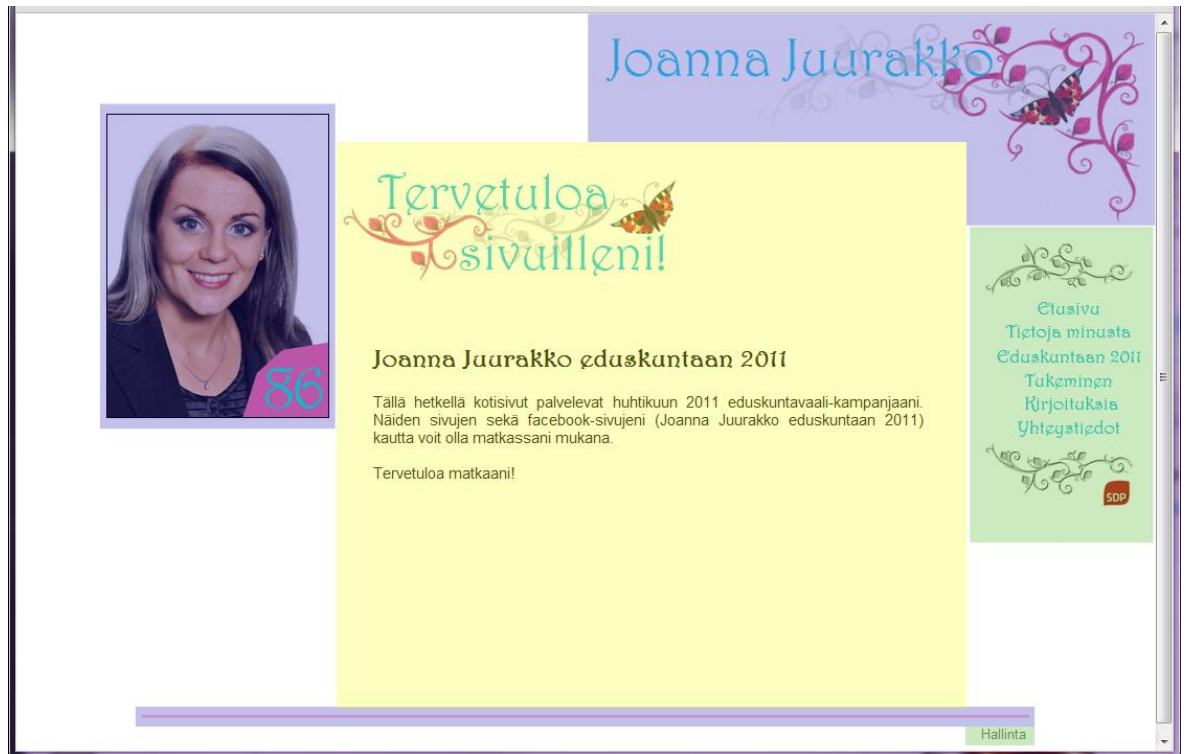 Joanna Juurakko
86
Tervetuloa
sivuilleni!
Joanna Juurakko eduskuntaan 2011
Tällä hetkellä kotisivut palvelevat huhtikuun 2011 eduskuntavaali-kampanjaani.
Näiden sivujen sekä facebook-sivujeni (Joanna Juurakko eduskuntaan 2011)
kautta voit olla matkassani mukana.
Tervetuloa matkaani!
Etusivu
Tietoja minusta
Eduskuntaan 2011
Tukeminen
Kirjoituksia
Yhteystiedot
SDP
Hallinta